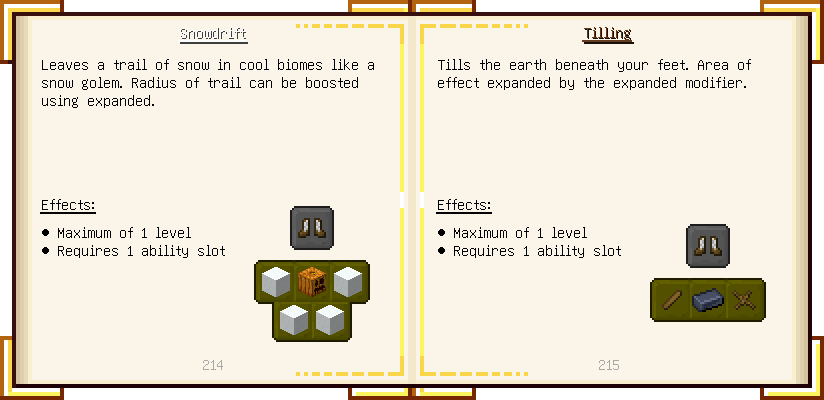 Snowdrift
Leaves a trail of snow in cool biomes like a
snow golem. Radius of trail can be boosted
using expanded.
Effects:
● Maximum of 1 level
● Requires 1 ability slot
214
Tilling
Tills the earth beneath your feet. Area of
effect expanded by the expanded modifier.
Effects:
● Maximum of 1 level
● Requires 1 ability slot
215